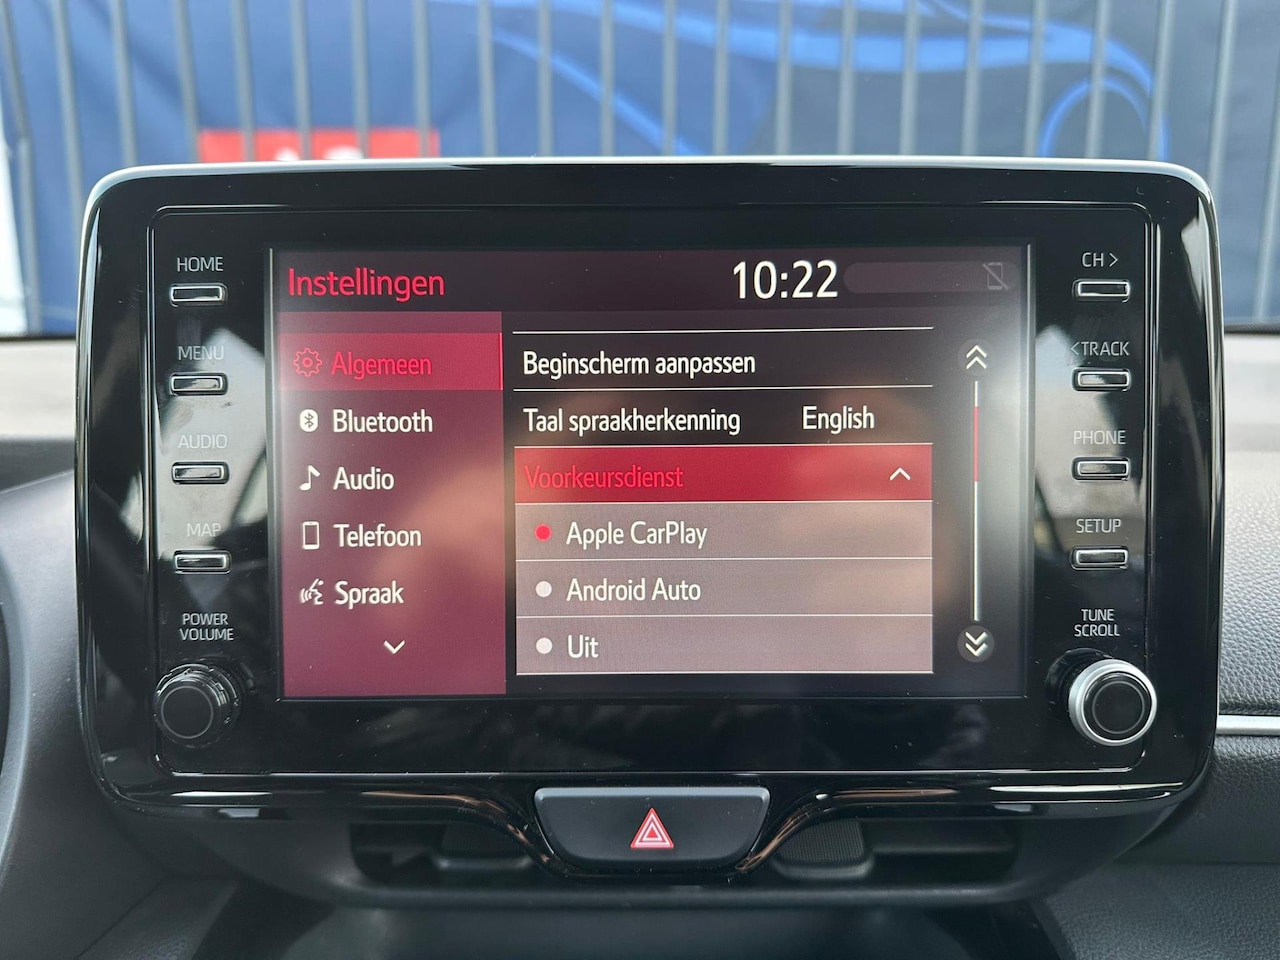 HOME
MENU
AUDIO
MAP
POWER
VOLUME
Instellingen
10:22
Algemeen
Bluetooth
Audio
Telefoon
Spraak
Beginscherm aanpassen
Taal spraakherkenning English
Voorkeursdienst
Apple CarPlay
Android Auto
Uit
CH >
<TRACK
PHONE
SETUP
TUNE
SCROLL